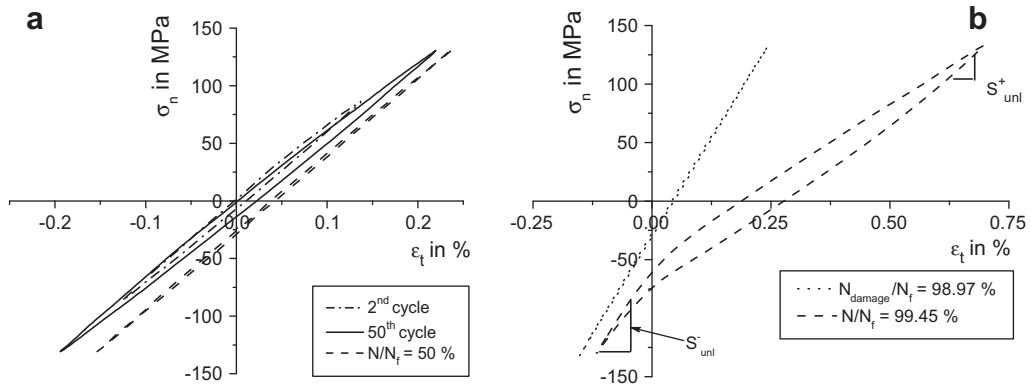 a
σn in MPa
150
100
50
0
-50
-100
-150
-0.2
-0.1
0.0
0.1
0.2
εt in %
2nd cycle
50th cycle
N/Nf = 50 %
b
σn in MPa
150
100
50
0
-50
-100
-150
-0.25
0.00
0.25
0.50
0.75
εt in %
S+unl
S-unl
Ndamage/Nf = 98.97 %
N/Nf = 99.45 %